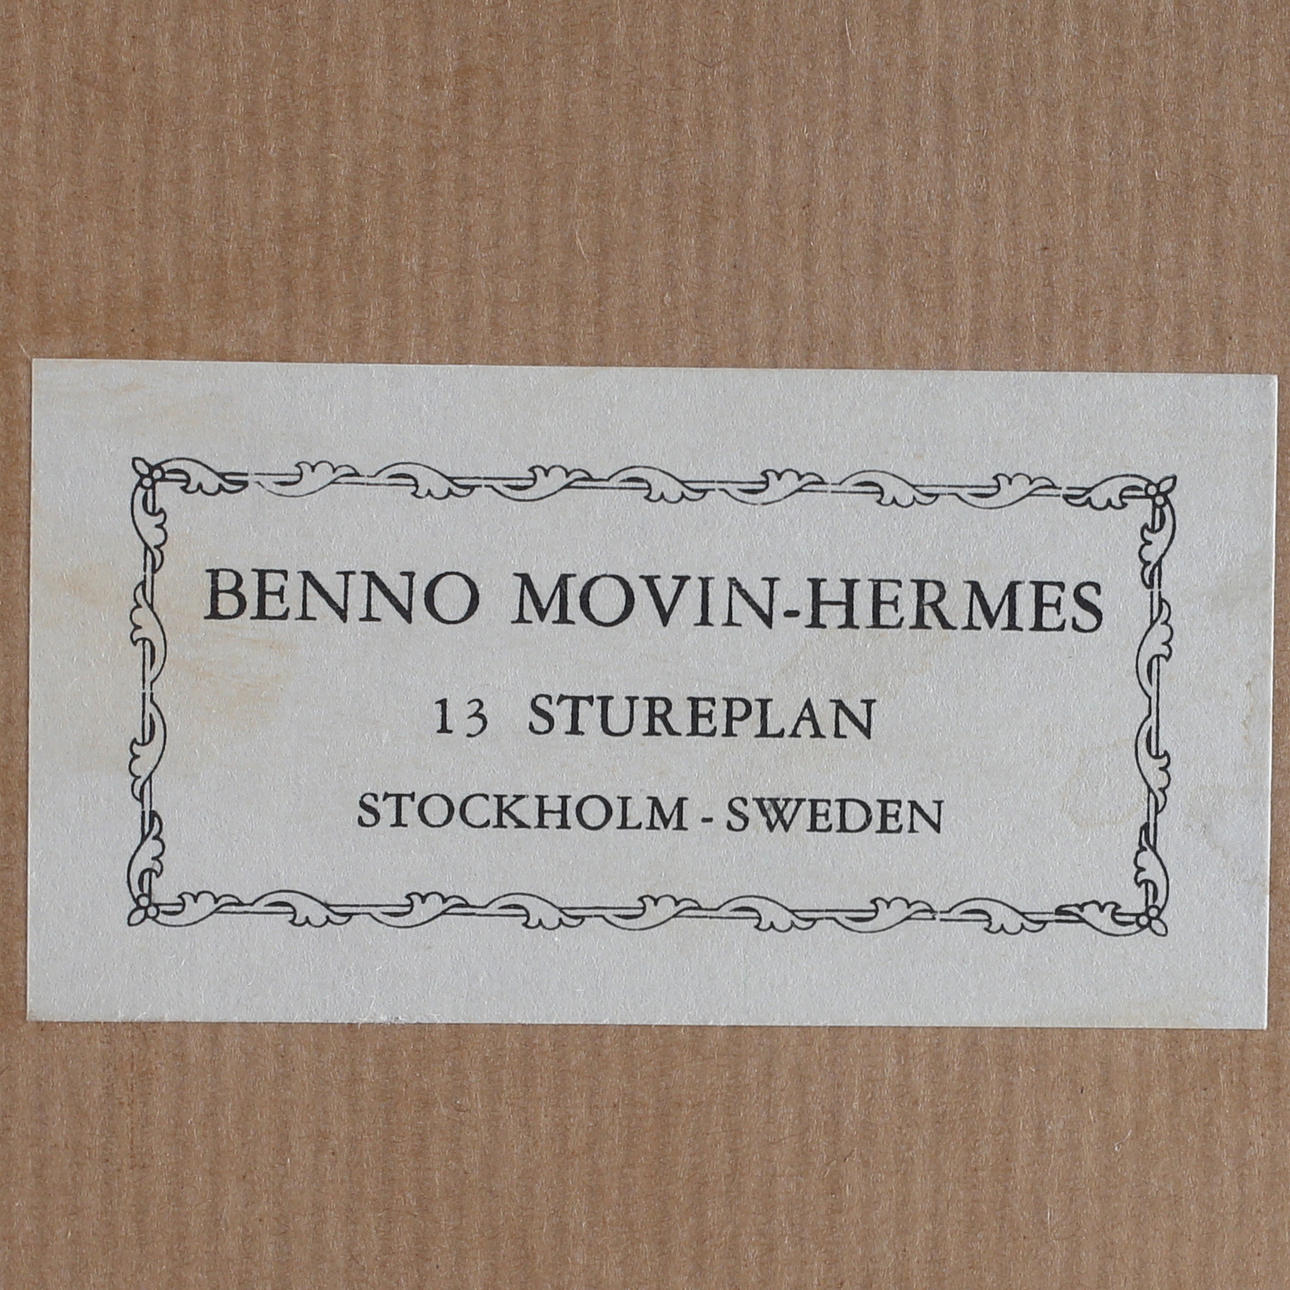 BENNO MOVIN-HERMES
13 STUREPLAN
STOCKHOLM - SWEDEN